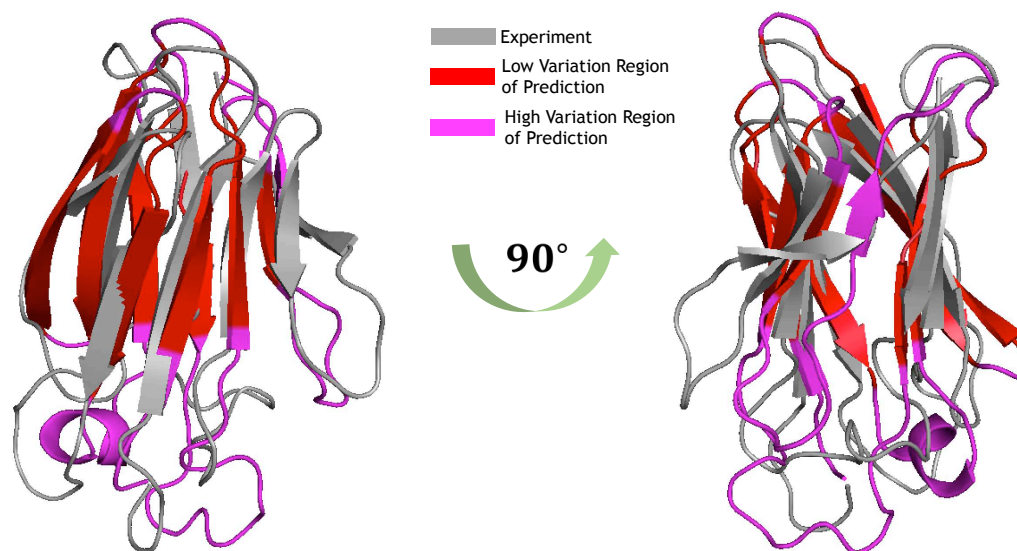 Experiment
Low Variation Region
of Prediction
High Variation Region
of Prediction
90°